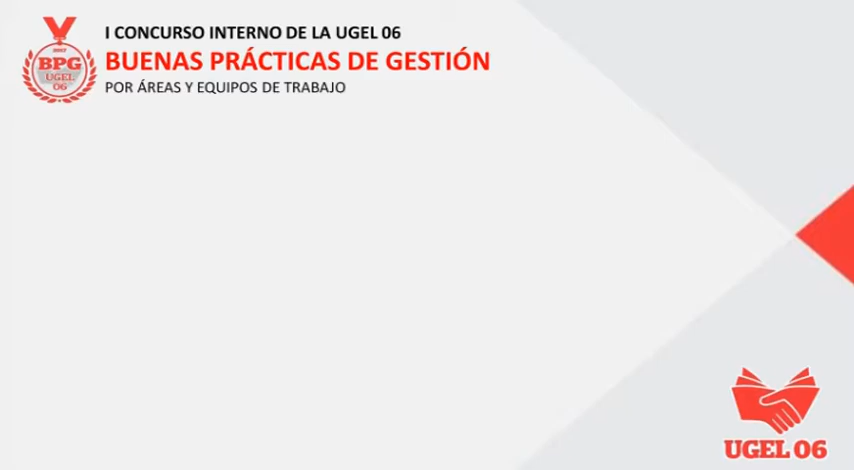 I CONCURSO INTERNO DE LA UGEL 06
BUENAS PRÁCTICAS DE GESTIÓN
POR ÁREAS Y EQUIPOS DE TRABAJO
2017
BPG
UGEL
06
UGEL 06